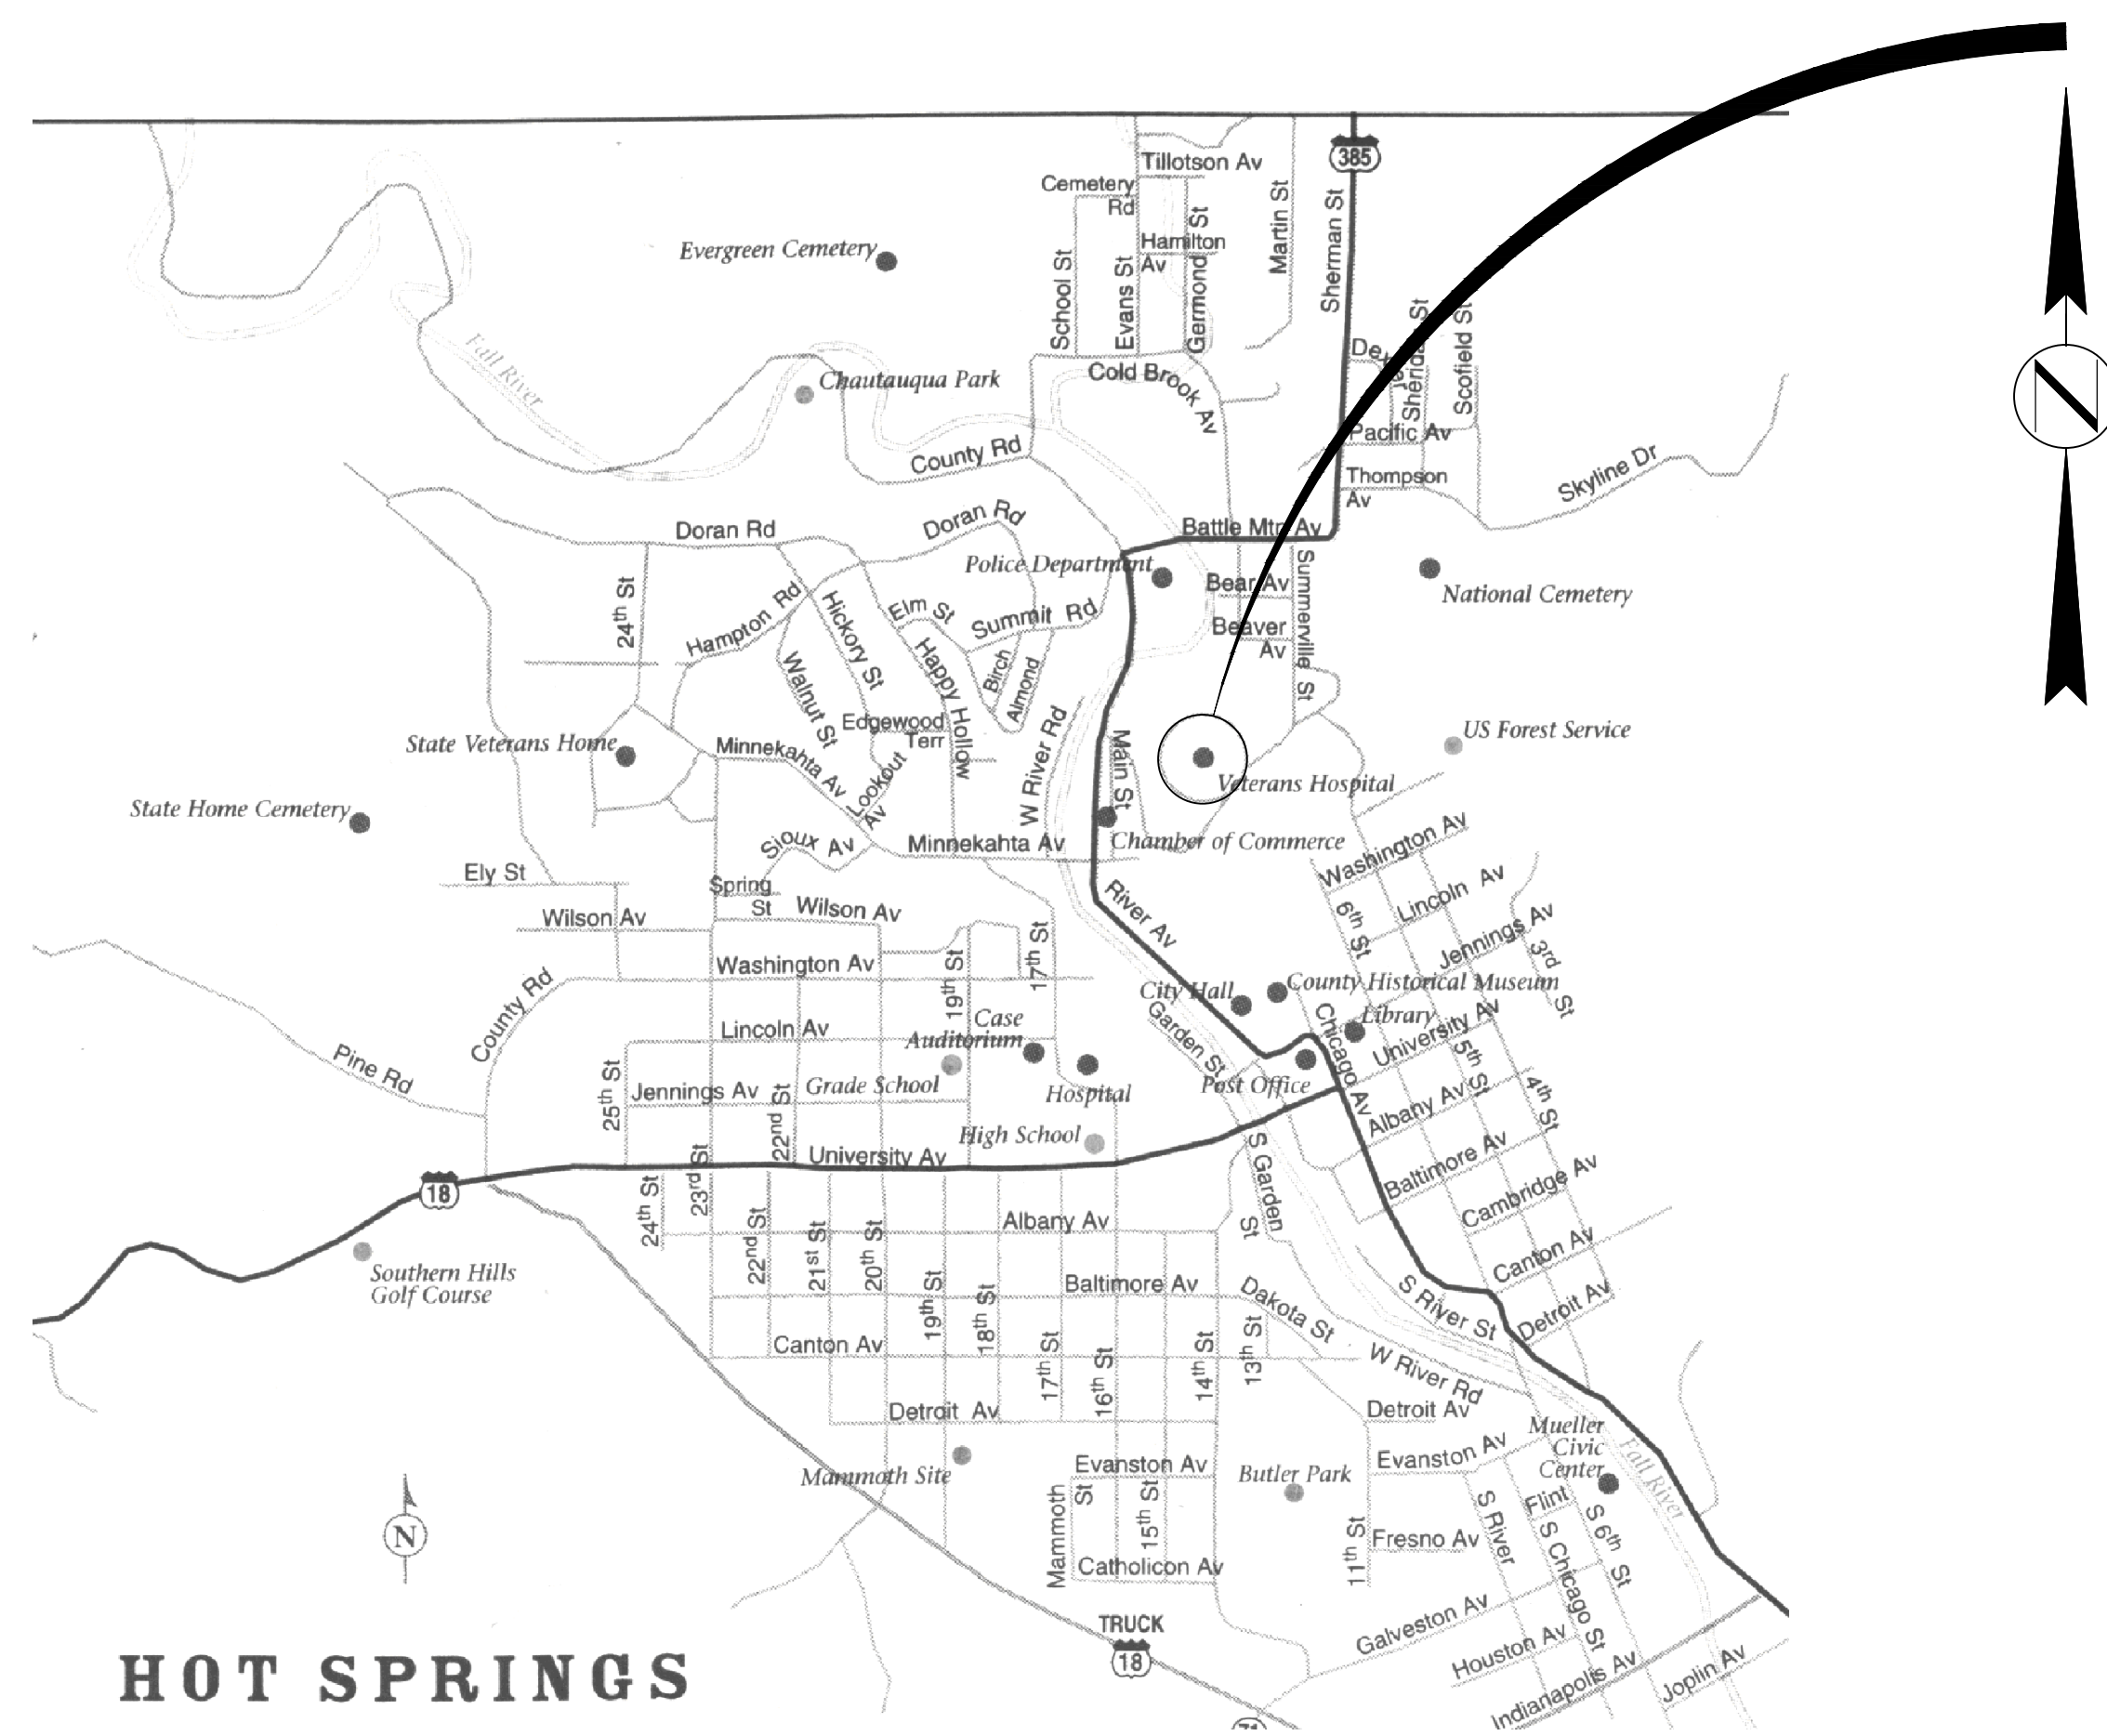 385
Tillotson Av
Cemetery
Rd
Martin St
Sherman St
Hamilton
Av
Germond St
Evergreen Cemetery
School St
Evans St
Sheridan St
Scofield St
N
Fall River
Chautauqua Park
Cold Brook Av
Pacific Av
County Rd
Thompson
Av
Skyline Dr
Doran Rd
Doran Rd
Battle Mtn Av
Police Department
Bear Av
Summerville St
National Cemetery
24th St
Hampton Rd
Hickory St
Elm St
Summit Rd
Beaver
Av
Walnut St
Happy Hollow
Birch
Almond
Edgewood
Terr
W River Rd
Main St
US Forest Service
State Veterans Home
Minnekahta Av
Lookout
Av
Veterans Hospital
State Home Cemetery
Sioux Av
Minnekahta Av
Chamber of Commerce
Washington Av
Ely St
Spring
St
Wilson Av
Wilson Av
River Av
6th St
Lincoln Av
Jennings Av
3rd St
Washington Av
19th St
17th St
County Rd
City Hall
County Historical Museum
Library
Lincoln Av
Case
Auditorium
Garden St
Chicago Av
University Av
Pine Rd
25th St
Jennings Av
22nd St
Grade School
Hospital
Post Office
5th St
4th St
Albany Av
High School
University Av
23rd St
S Garden
St
Baltimore Av
Cambridge Av
18
24th St
22nd St
21st St
20th St
Albany Av
Canton Av
Southern Hills
Golf Course
19th St
18th St
Baltimore Av
Dakota St
S River St
Detroit Av
Canton Av
17th St
16th St
14th St
13th St
W River Rd
Detroit Av
Detroit Av
Mueller
Civic
Center
Fall River
Mammoth Site
Evanston Av
Butler Park
Evanston Av
Mammoth
St
15th St
11th St
Fresno Av
S River
Flint
S Chicago St
S 6th St
N
Catholicon Av
TRUCK
18
Galveston Av
Houston Av
Indianapolis Av
Joplin Av
HOT SPRINGS